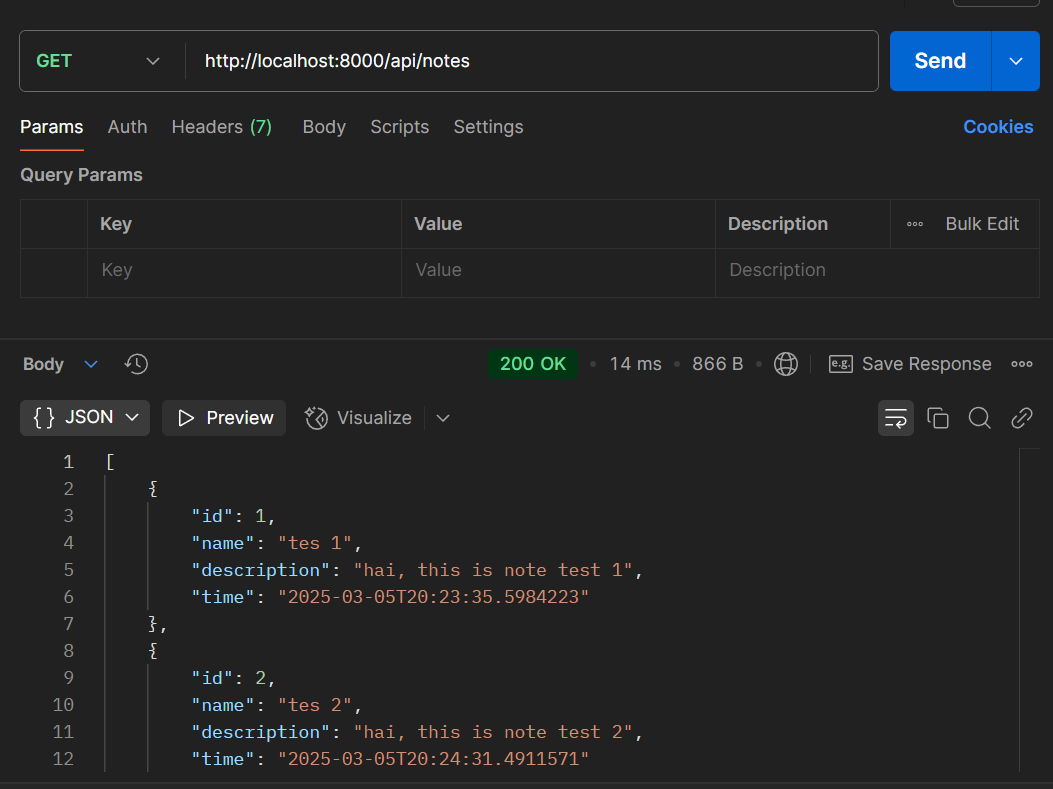 GET http://localhost:8000/api/notes Send
Params Auth Headers (7) Body Scripts Settings Cookies
Query Params
Key Value Description Bulk Edit
Key Value Description
Body 200 OK 14 ms 866 B e.g. Save Response
{} JSON Preview Visualize
1 [
2 {
3 "id": 1,
4 "name": "tes 1",
5 "description": "hai, this is note test 1",
6 "time": "2025-03-05T20:23:35.5984223"
7 },
8 {
9 "id": 2,
10 "name": "tes 2",
11 "description": "hai, this is note test 2",
12 "time": "2025-03-05T20:24:31.4911571"